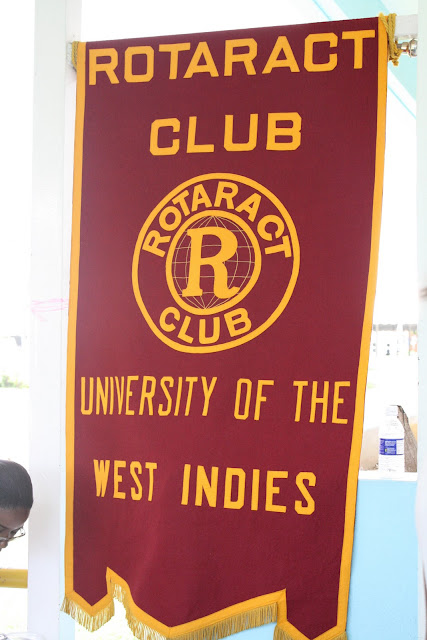 ROTARACT
CLUB
ROTARACT
R
CLUB
UNIVERSITY OF THE
WEST INDIES